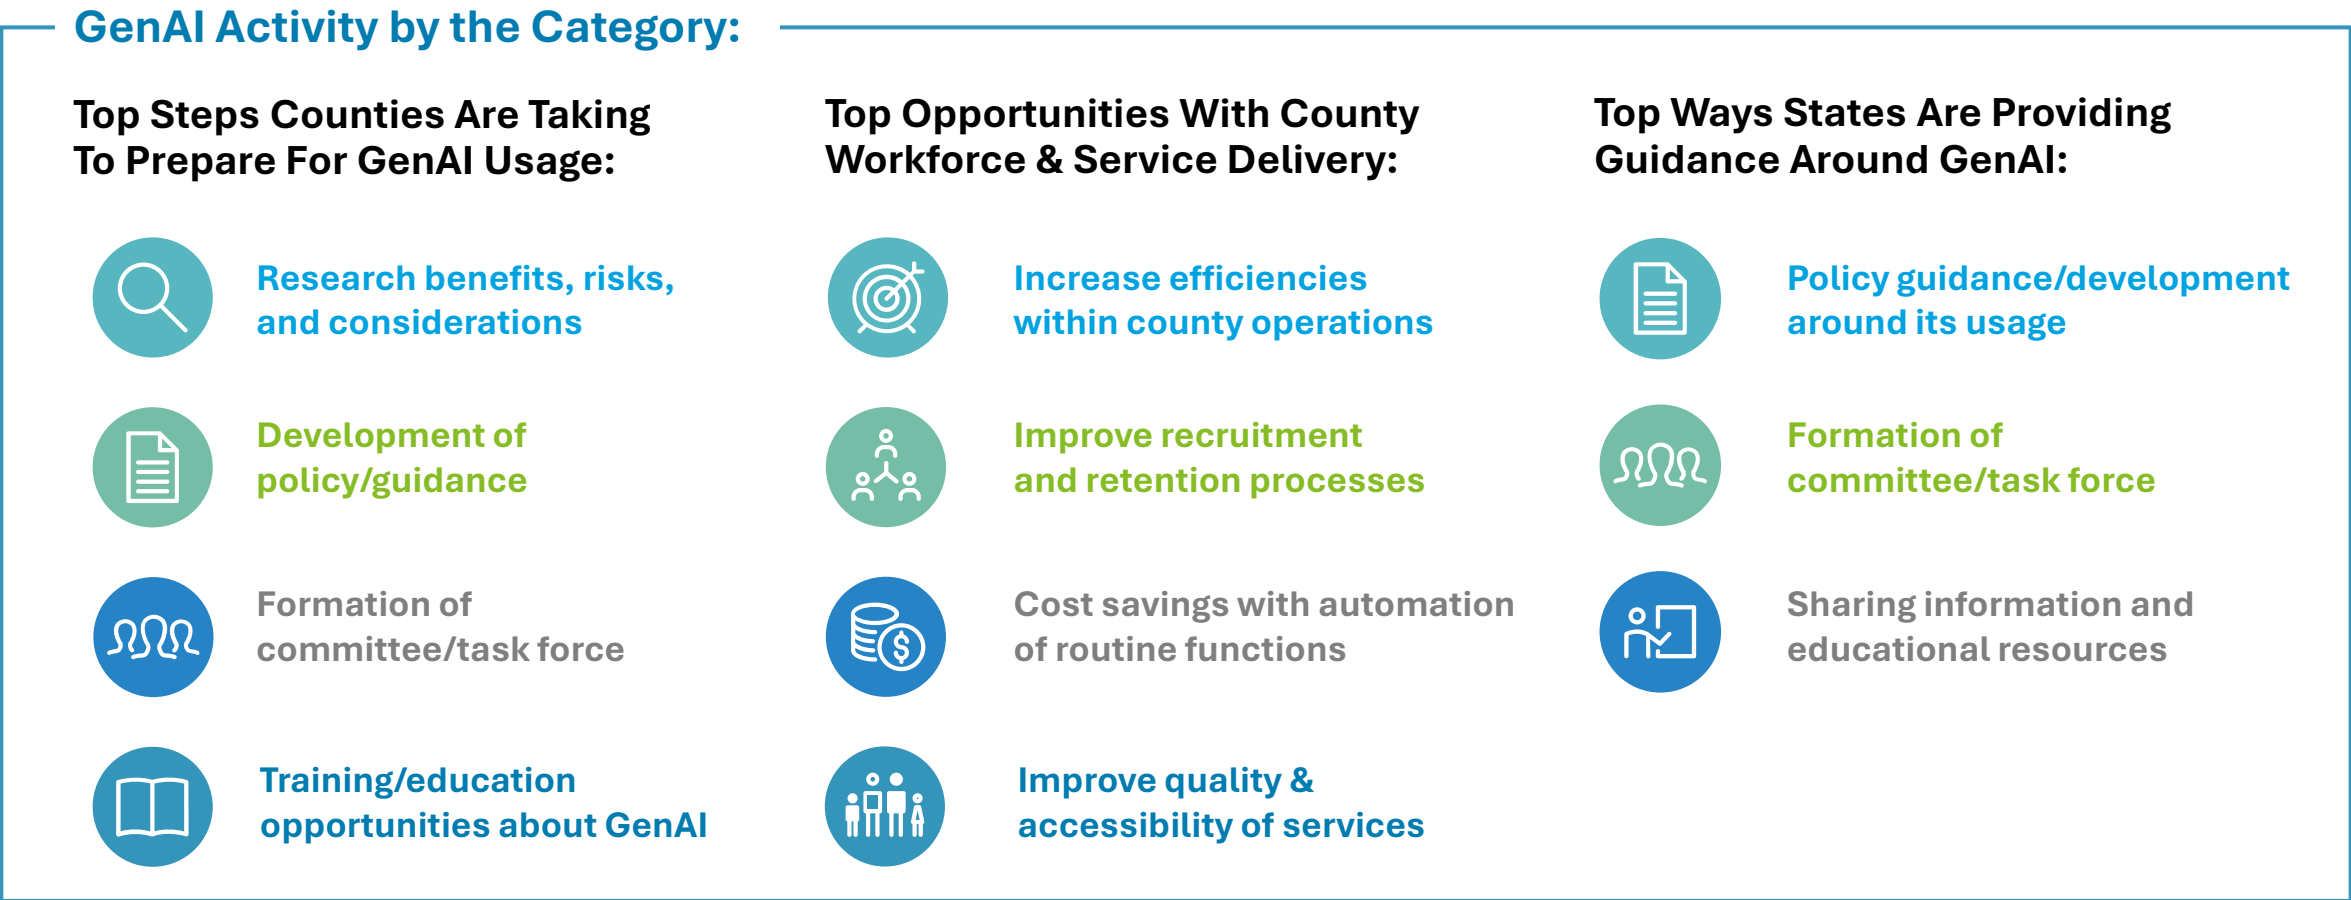 GenAI Activity by the Category:
Top Steps Counties Are Taking
To Prepare For GenAI Usage:
Research benefits, risks,
and considerations
Development of
policy/guidance
Formation of
committee/task force
Training/education
opportunities about GenAI
Top Opportunities With County
Workforce & Service Delivery:
Increase efficiencies
within county operations
Improve recruitment
and retention processes
Cost savings with automation
of routine functions
Improve quality &
accessibility of services
Top Ways States Are Providing
Guidance Around GenAI:
Policy guidance/development
around its usage
Formation of
committee/task force
Sharing information and
educational resources